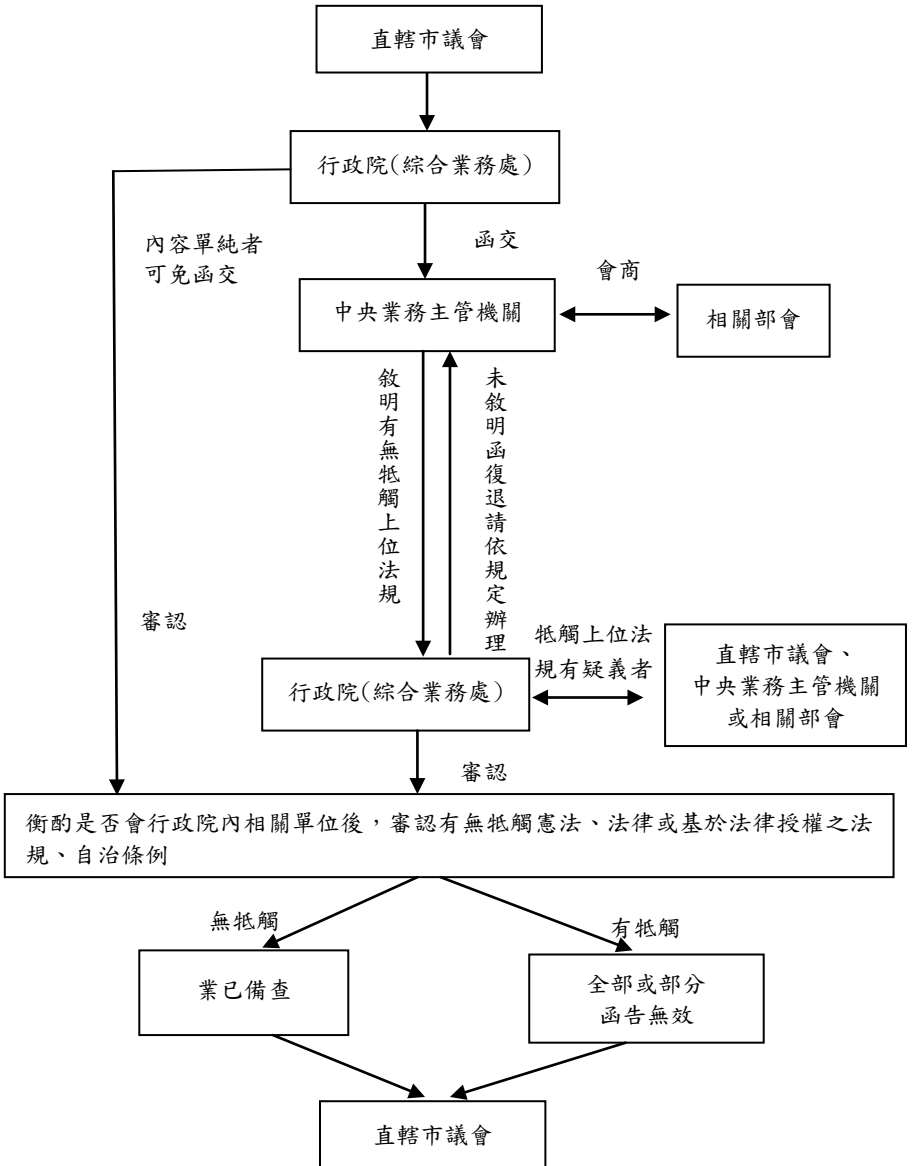 直轄市議會
行政院(綜合業務處)
內容單純者
可免函交
函交
會商
中央業務主管機關
相關部會
敘明有無牴觸上位法規
未敘明函復退請依規定辦理
審認
牴觸上位法
規有疑義者
直轄市議會、
中央業務主管機關
或相關部會
行政院(綜合業務處)
審認
衡酌是否會行政院內相關單位後，審認有無牴觸憲法、法律或基於法律授權之法
規、自治條例
無牴觸
有牴觸
業已備查
全部或部分
函告無效
直轄市議會